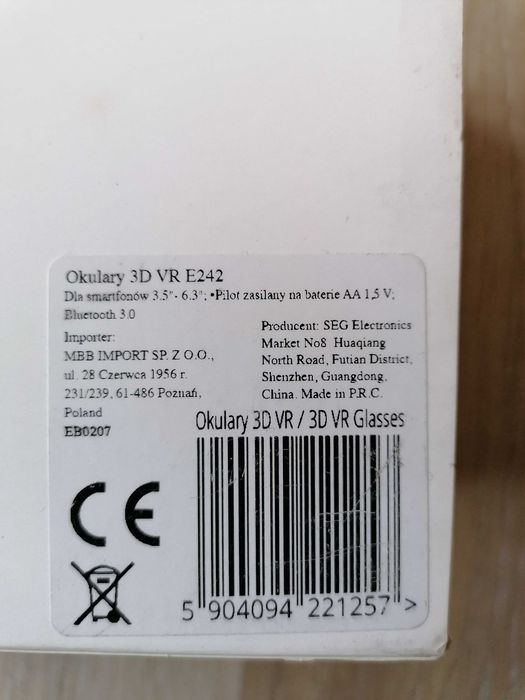 Okulary 3D VR E242
Dla smartfonów 3.5"- 6.3"; •Pilot zasilany na baterie AA 1,5 V;
Bluetooth 3.0
Importer:
MBB IMPORT SP. Z O.O.,
ul. 28 Czerwca 1956 r.
231/239, 61-486 Poznań,
Poland
EB0207
Producent: SEG Electronics
Market No8 Huaqiang
North Road, Futian District,
Shenzhen, Guangdong,
China. Made in P.R.C.
Okulary 3D VR / 3D VR Glasses
CE
5 904094 221257 >